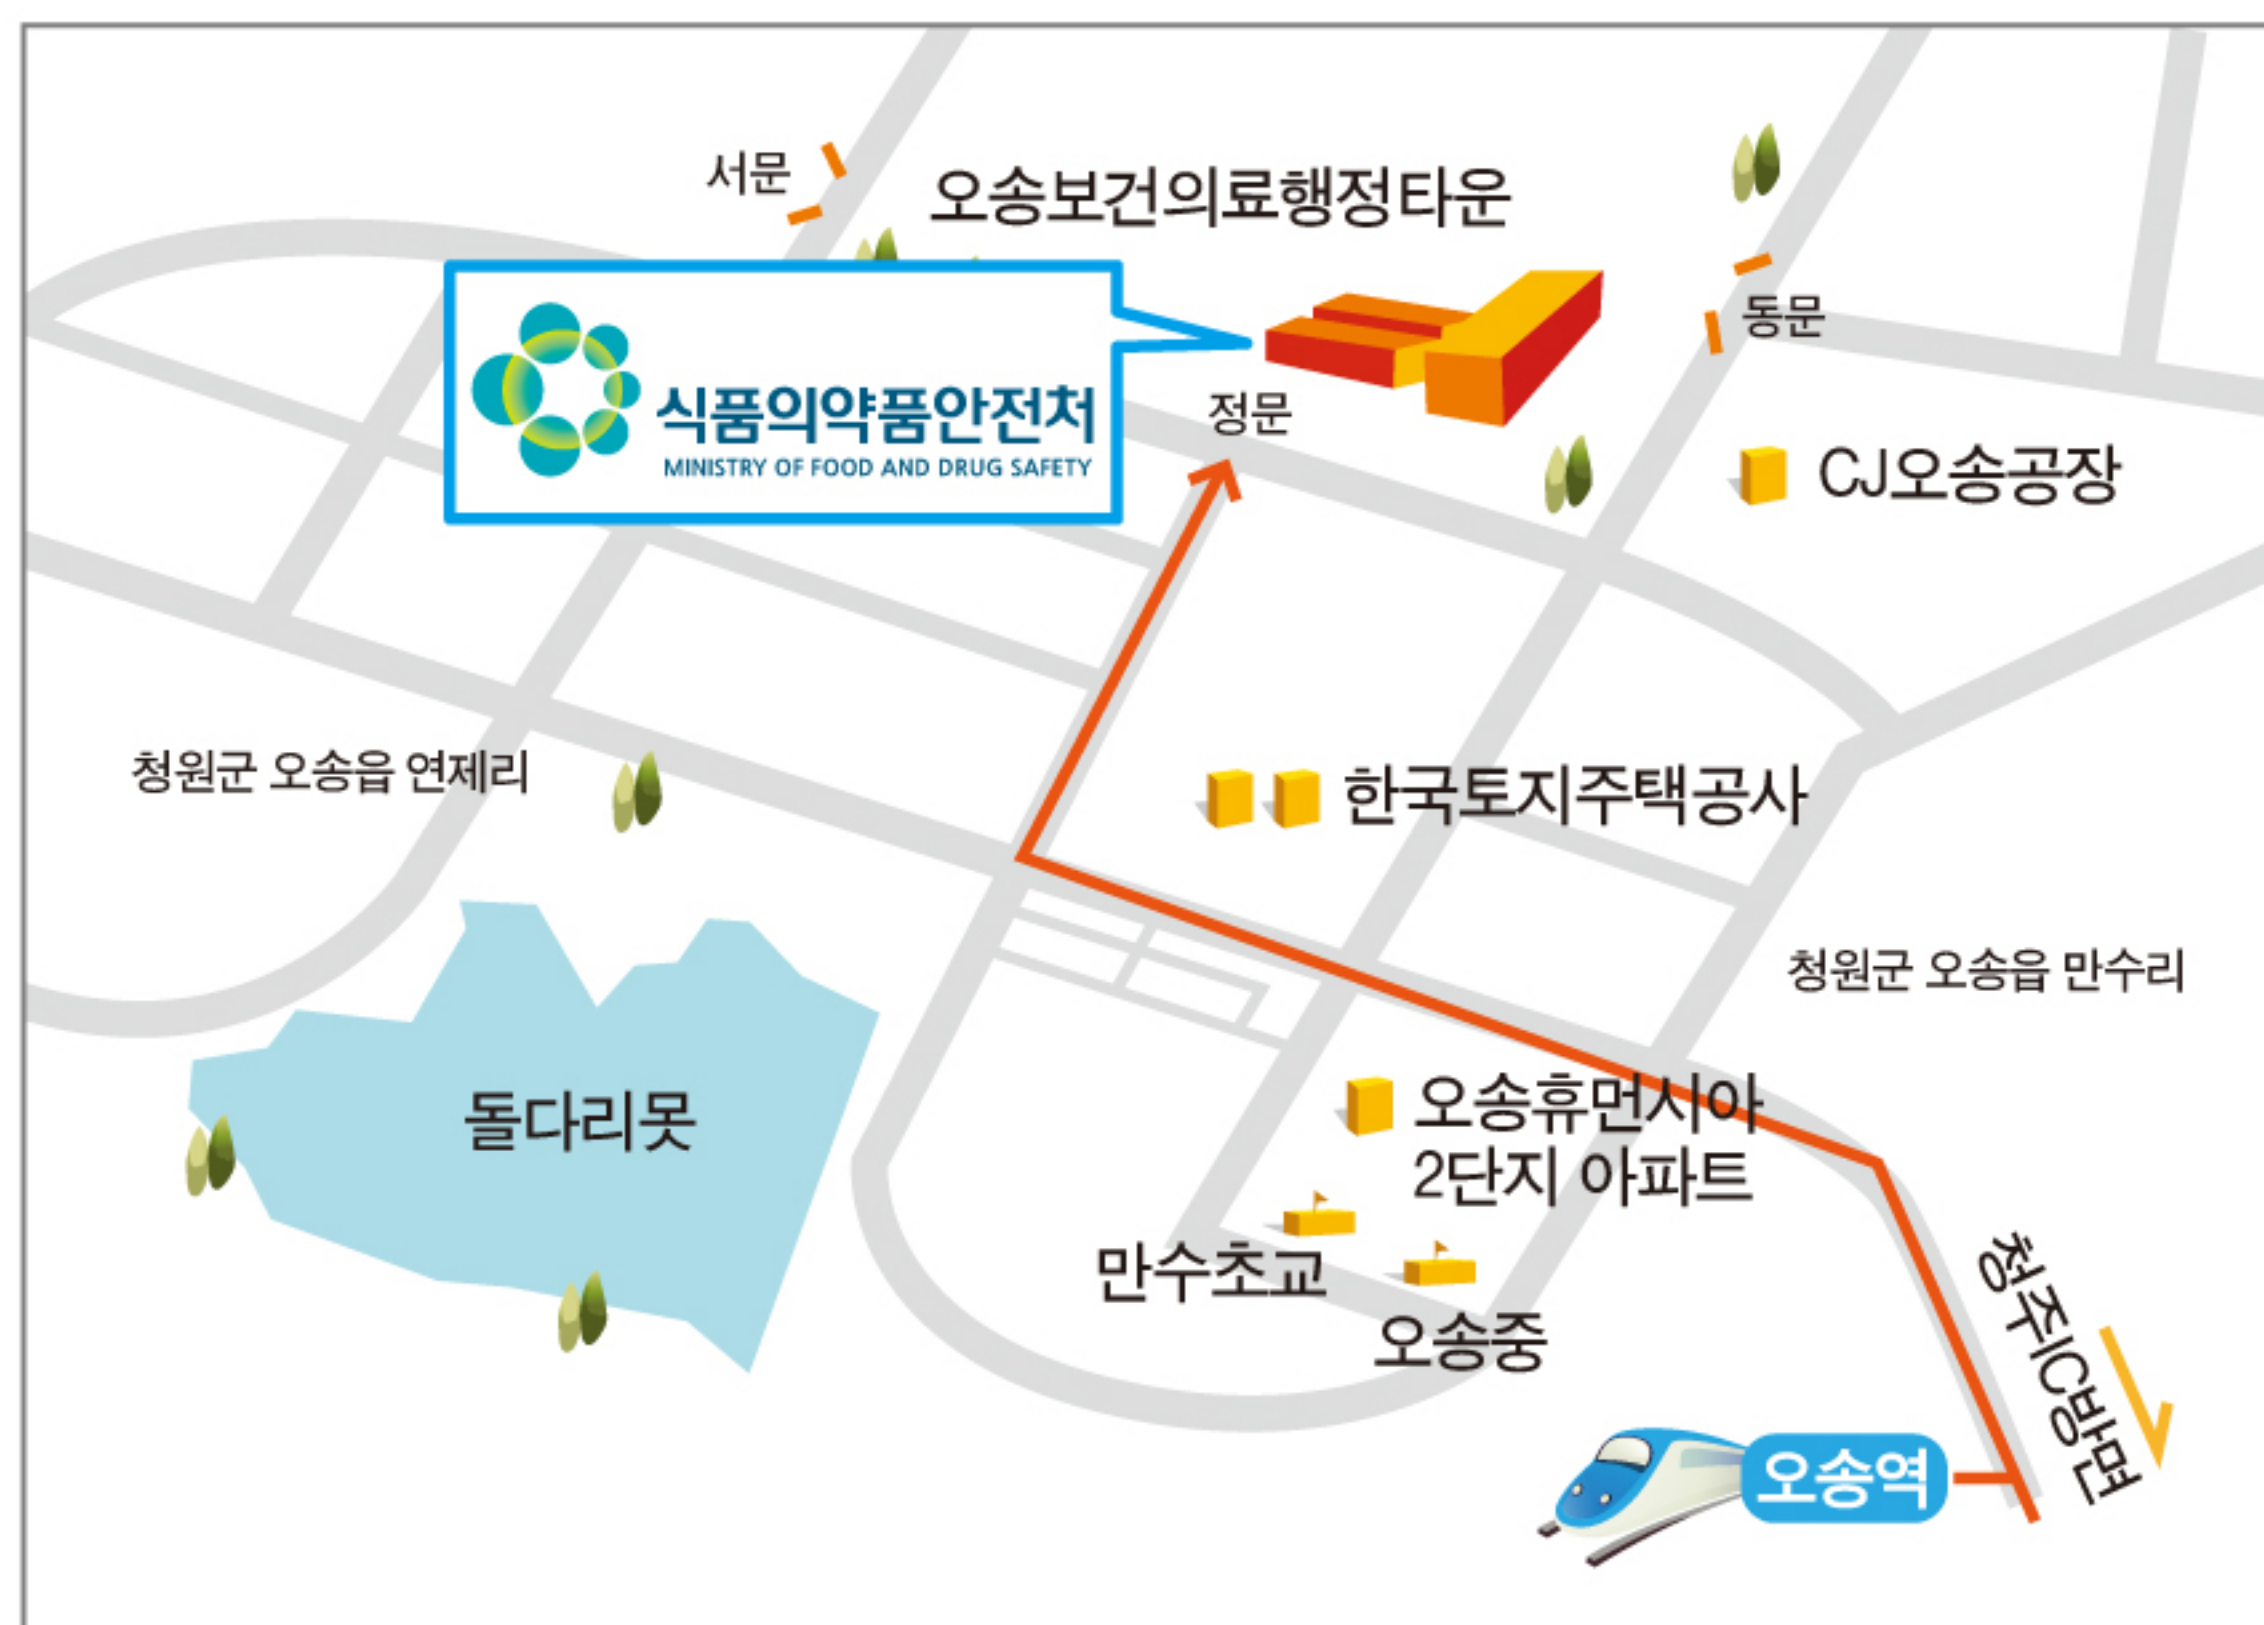 서문
오송보건의료행정타운
동문
식품의약품안전처
MINISTRY OF FOOD AND DRUG SAFETY
정문
CJ오송공장
청원군 오송읍 연제리
한국토지주택공사
청원군 오송읍 만수리
돌다리못
오송휴먼시아
2단지 아파트
만수초교
오송중
청주IC방면
오송역